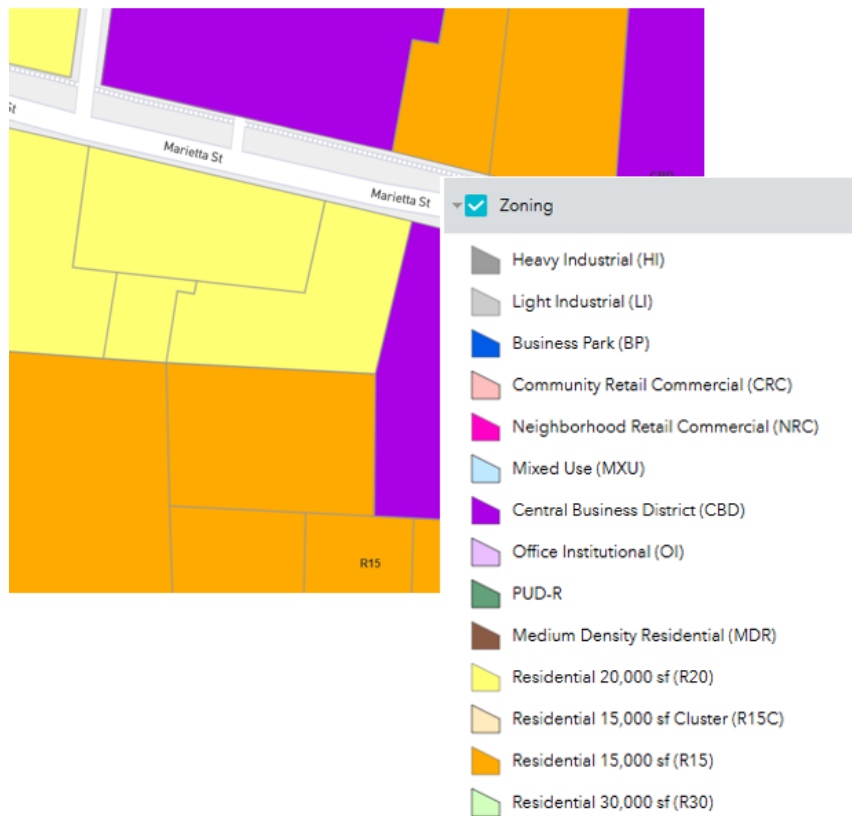 St
Marietta St
Marietta St
CBD
R15
Zoning
Heavy Industrial (HI)
Light Industrial (LI)
Business Park (BP)
Community Retail Commercial (CRC)
Neighborhood Retail Commercial (NRC)
Mixed Use (MXU)
Central Business District (CBD)
Office Institutional (OI)
PUD-R
Medium Density Residential (MDR)
Residential 20,000 sf (R20)
Residential 15,000 sf Cluster (R15C)
Residential 15,000 sf (R15)
Residential 30,000 sf (R30)